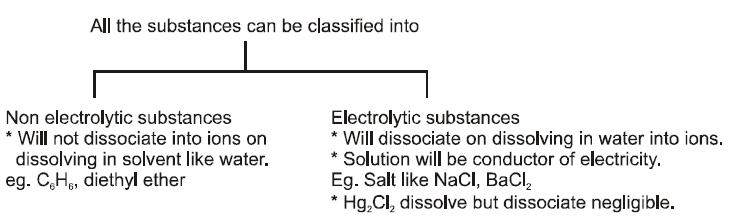 All the substances can be classified into
Non electrolytic substances
* Will not dissociate into ions on
dissolving in solvent like water.
eg. C₆H₆, diethyl ether
Electrolytic substances
* Will dissociate on dissolving in water into ions.
* Solution will be conductor of electricity.
Eg. Salt like NaCl, BaCl₂
* Hg₂Cl₂ dissolve but dissociate negligible.